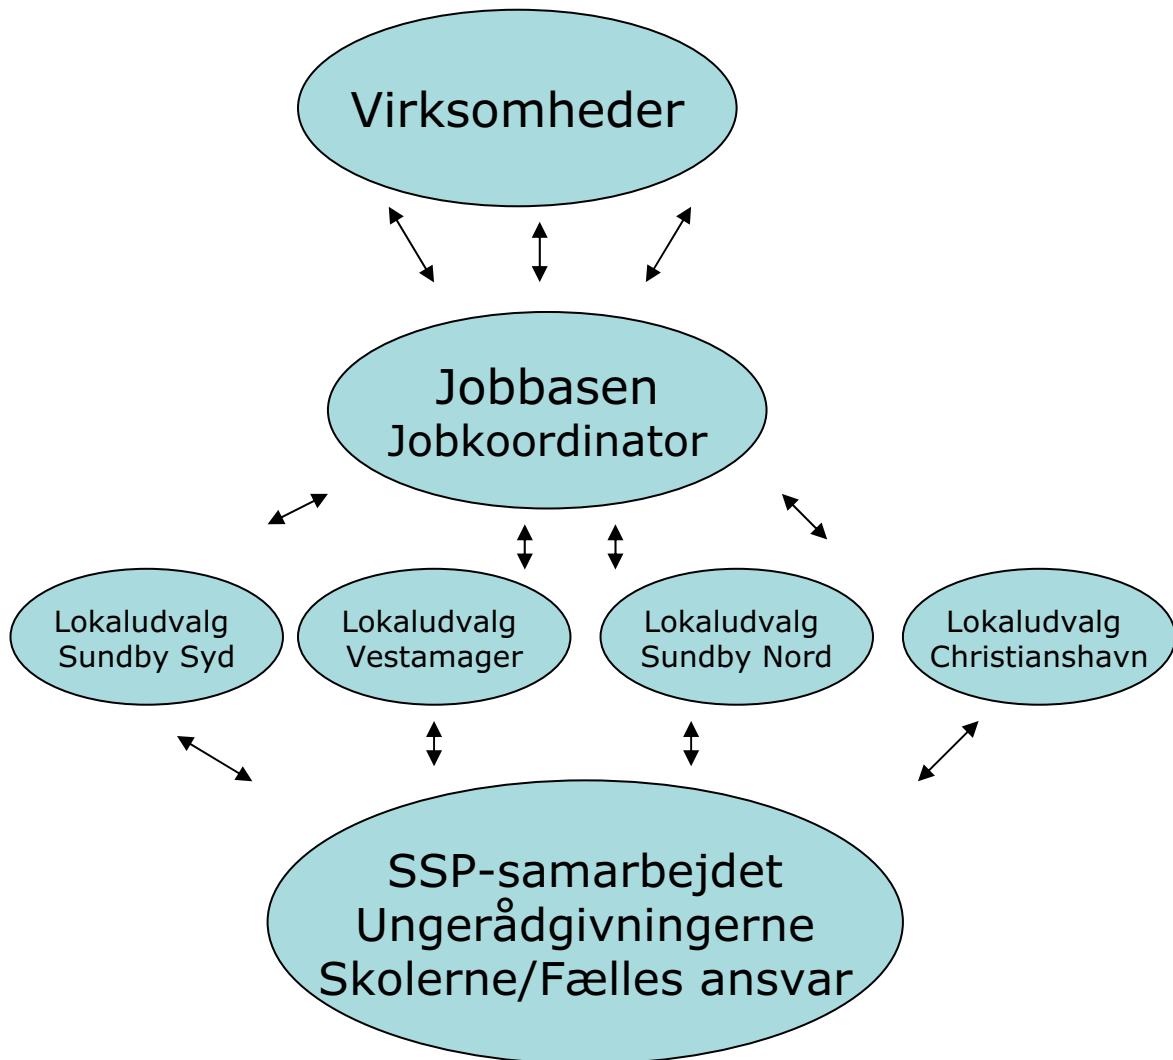 Virksomheder
Jobbasen
Jobkoordinator
Lokaludvalg
Sundby Syd
Lokaludvalg
Vestamager
Lokaludvalg
Sundby Nord
Lokaludvalg
Christianshavn
SSP-samarbejdet
Ungerådgivningerne
Skolerne/Fælles ansvar